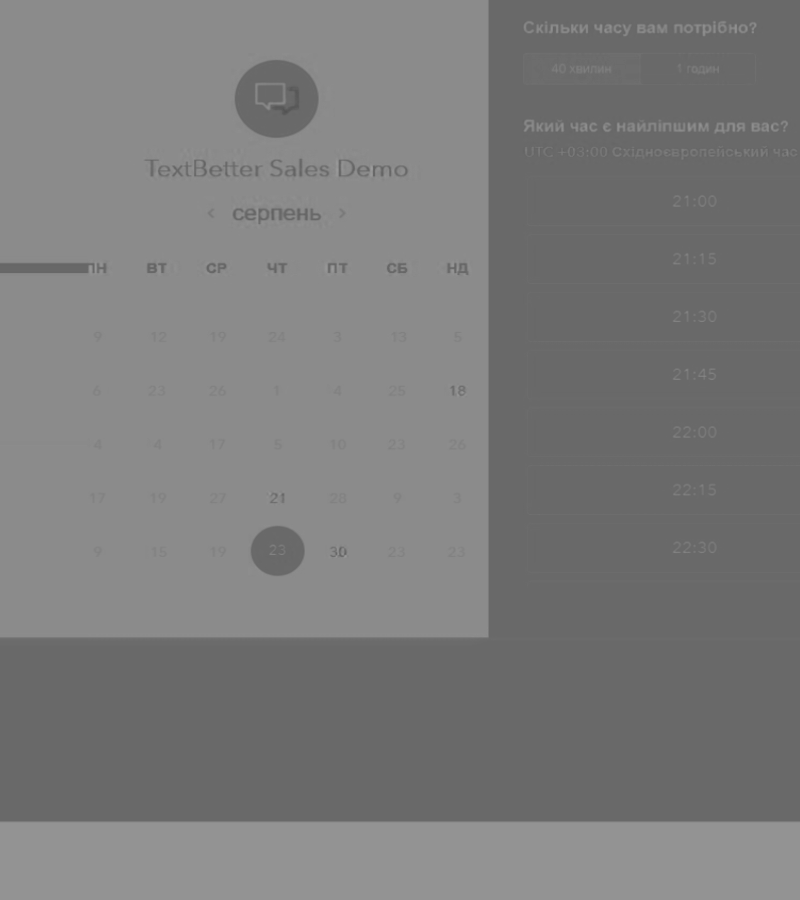 TextBetter Sales Demo
серпень
ПН ВТ СР ЧТ ПТ СБ НД
9 12 19 24 3 13 5
6 23 26 1 4 25 18
4 4 17 5 10 23 26
17 19 27 21 28 9 3
9 15 19 23 30 23 23
Скільки часу вам потрібно?
40 хвилин 1 годин
Який час є найліпшим для вас?
UTC +03:00 Східноєвропейський час
21:00
21:15
21:30
21:45
22:00
22:15
22:30